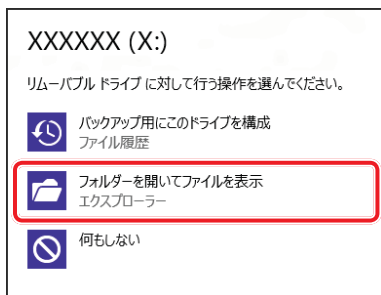 XXXXXX (X:)
リムーバブル ドライブ に対して行う操作を選んでください。
バックアップ用にこのドライブを構成
ファイル履歴
フォルダーを開いてファイルを表示
エクスプローラー
何もしない